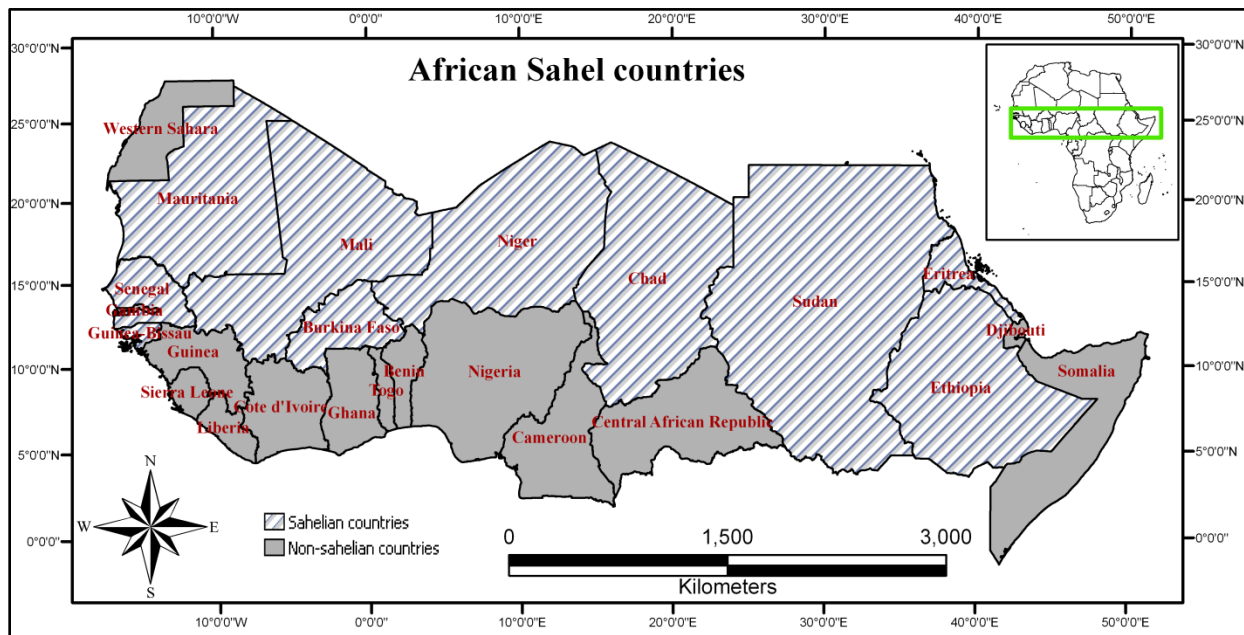 10°0'0"W 0°0'0" 10°0'0"E 20°0'0"E 30°0'0"E 40°0'0"E 50°0'0"E
African Sahel countries
30°0'0"N
25°0'0"N
20°0'0"N
15°0'0"N
10°0'0"N
5°0'0"N
0°0'0"
30°0'0"N
25°0'0"N
20°0'0"N
15°0'0"N
10°0'0"N
5°0'0"N
0°0'0"
Western Sahara
Mauritania
Mali
Niger
Chad
Sudan
Eritrea
Senegal
Gambia
Guinea-Bissau
Burkina Faso
Djibouti
Guinea
Benin
Nigeria
Somalia
Sierra Leone
Togo
Ethiopia
Cote d'Ivoire
Ghana
Liberia
Cameroon
Central African Republic
N
W E
S
Sahelian countries
Non-sahelian countries
0 1,500 3,000
Kilometers
10°0'0"W 0°0'0" 10°0'0"E 20°0'0"E 30°0'0"E 40°0'0"E 50°0'0"E